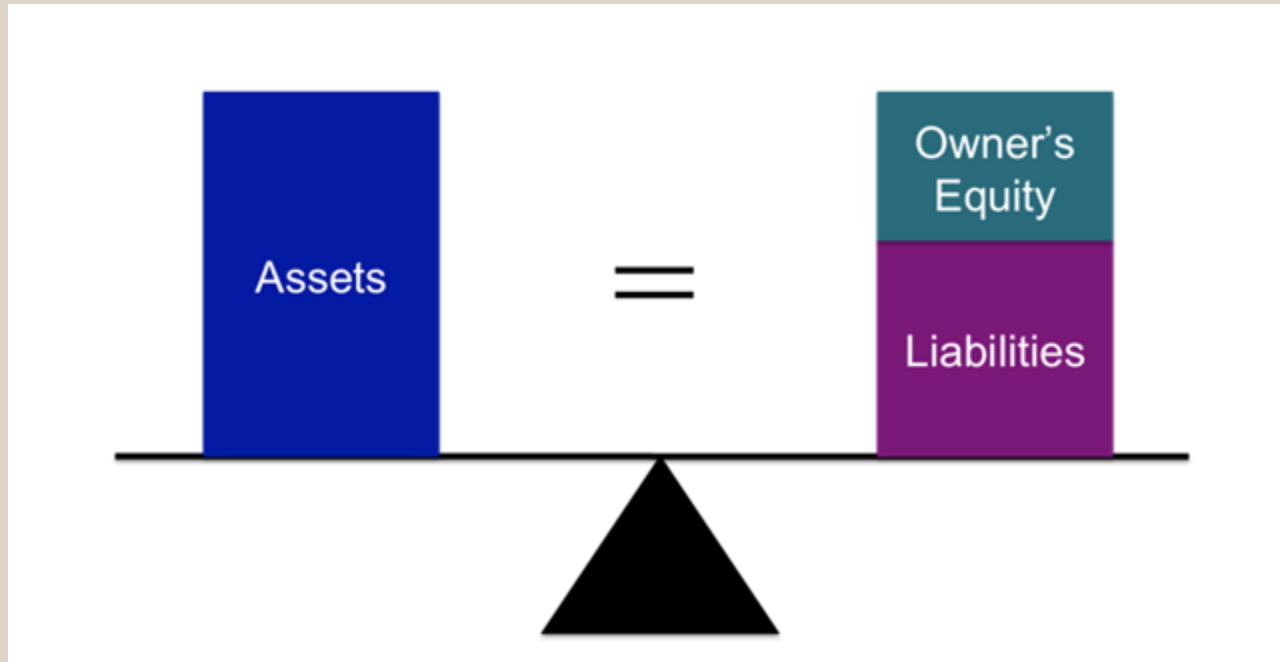 Assets
=
Owner’s
Equity
Liabilities